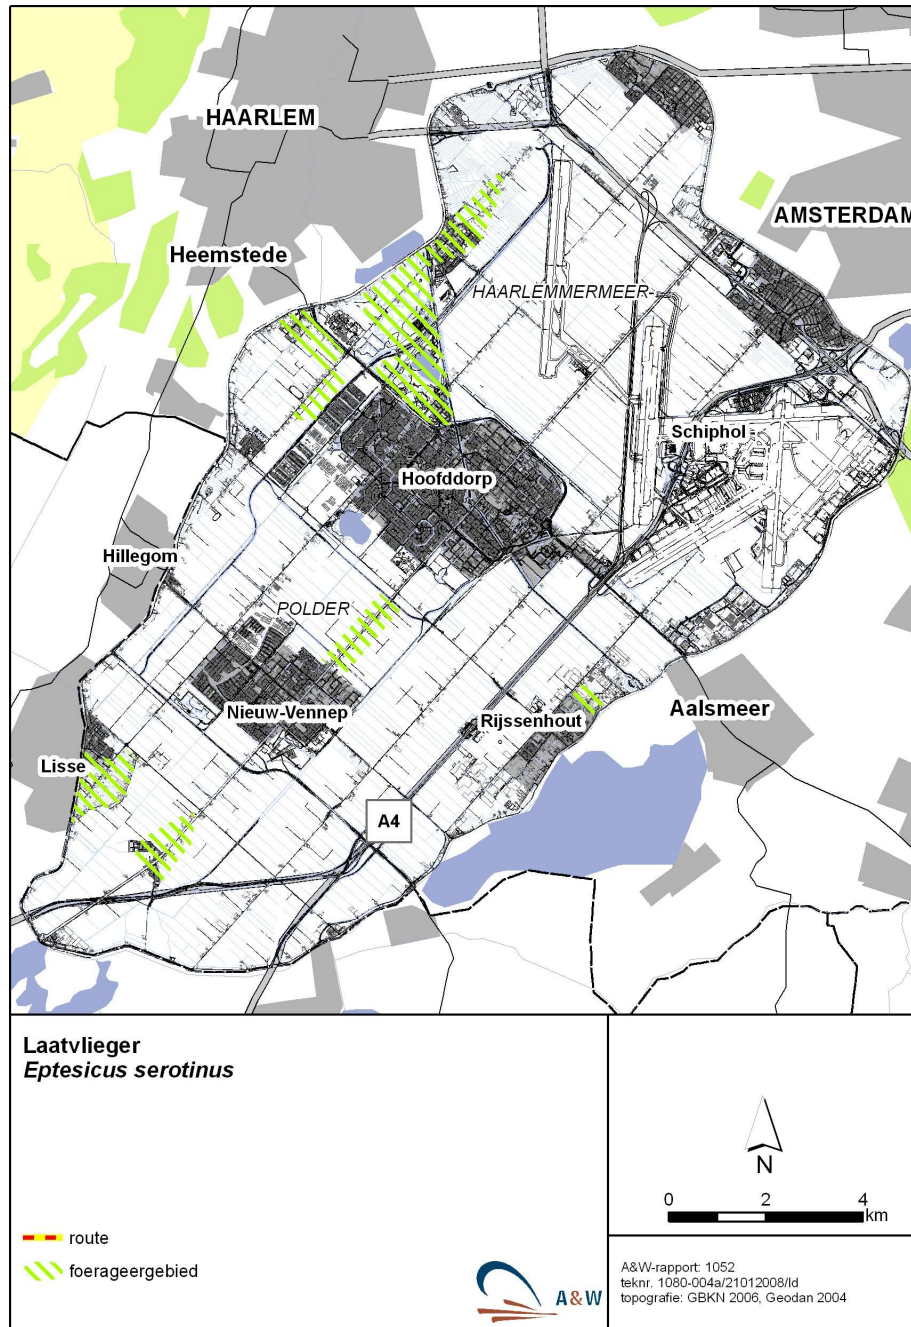 HAARLEM
AMSTERDAM
Heemstede
HAARLEMMERMEER
Schiphol
Hoofddorp
Hillegom
POLDER
Nieuw-Vennep
Rijssenhout
Aalsmeer
Lisse
A4
Laatvlieger
Eptesicus serotinus
route
foerageergebied
A&W
N
0 2 4
km
A&W-rapport: 1052
teknr. 1080-004a/21012008/ld
topografie: GBKN 2006, Geodan 2004